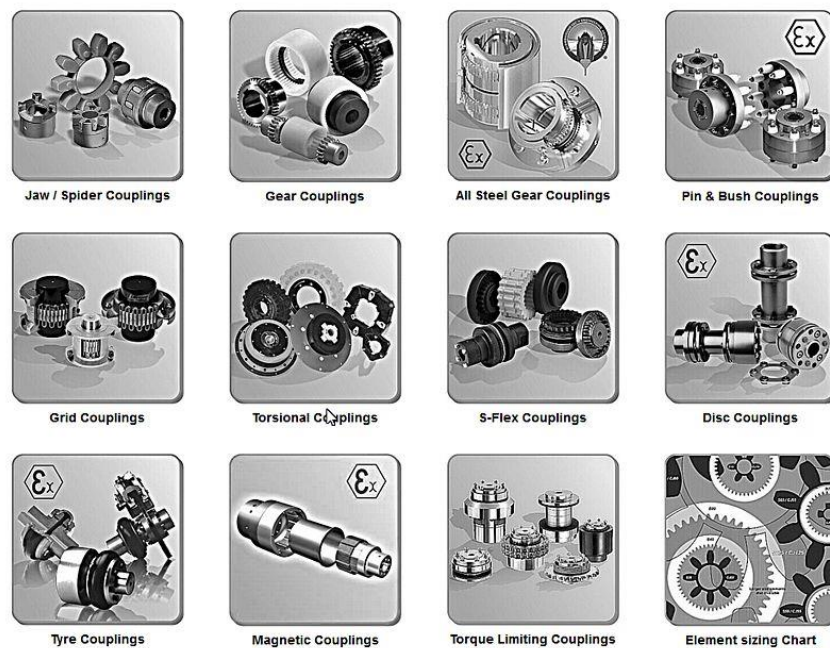 Jaw / Spider Couplings
Gear Couplings
All Steel Gear Couplings
Pin & Bush Couplings
Grid Couplings
Torsional Couplings
S-Flex Couplings
Disc Couplings
Tyre Couplings
Magnetic Couplings
Torque Limiting Couplings
Element sizing Chart